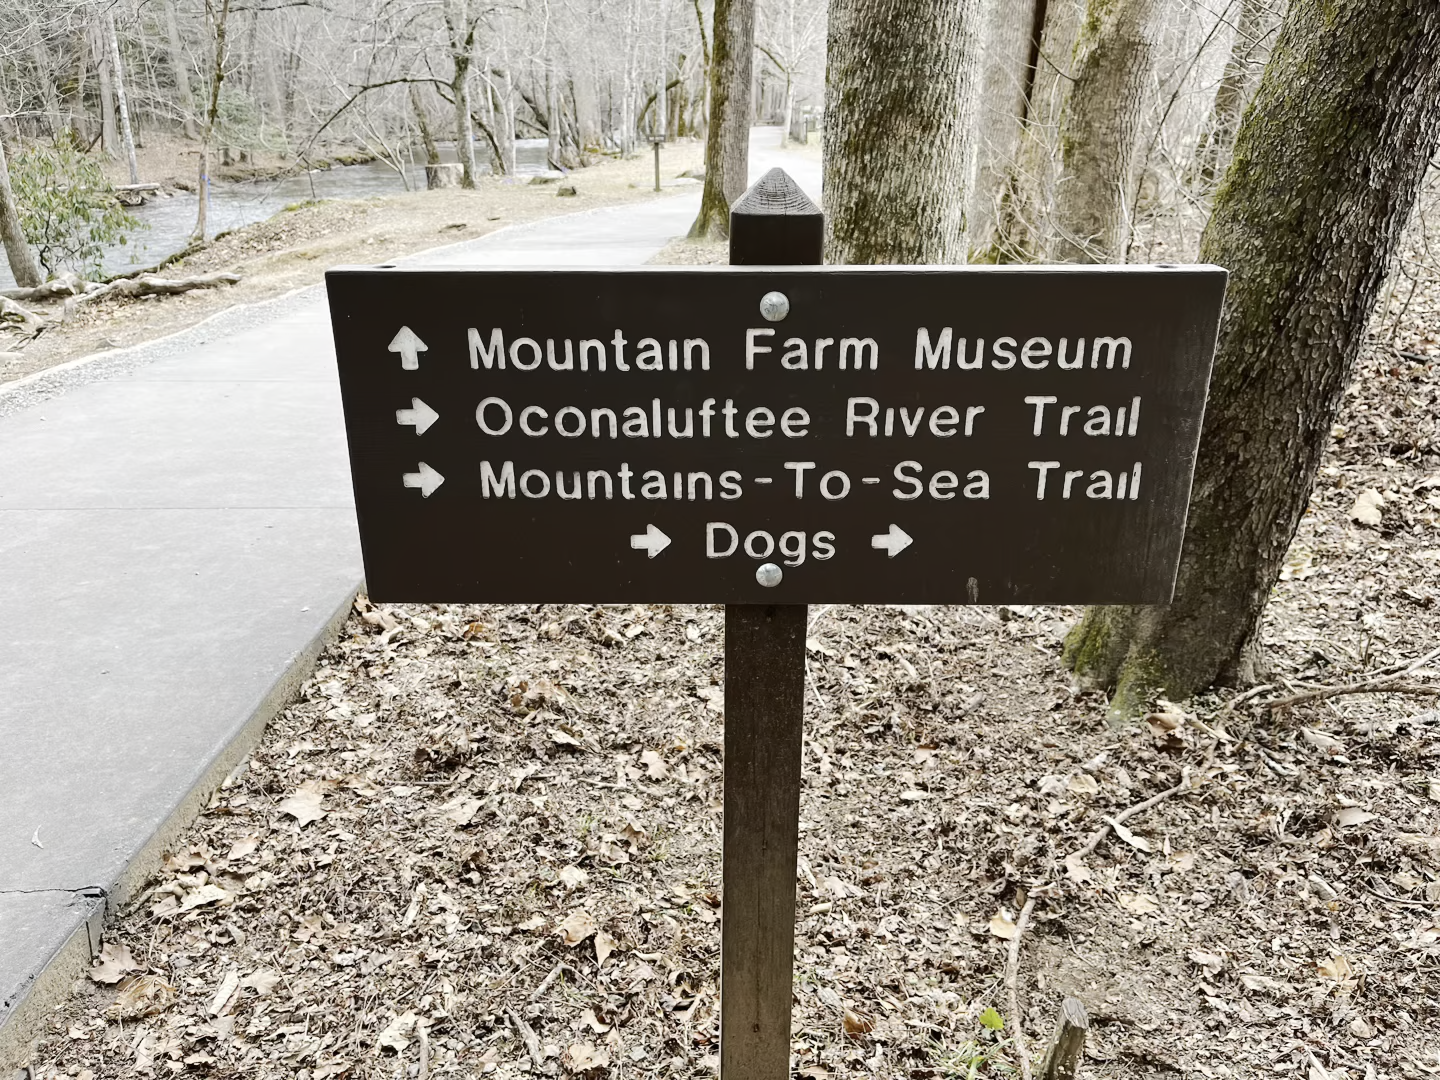 ↑ Mountain Farm Museum
→ Oconaluftee River Trail
→ Mountains-To-Sea Trail
→ Dogs →